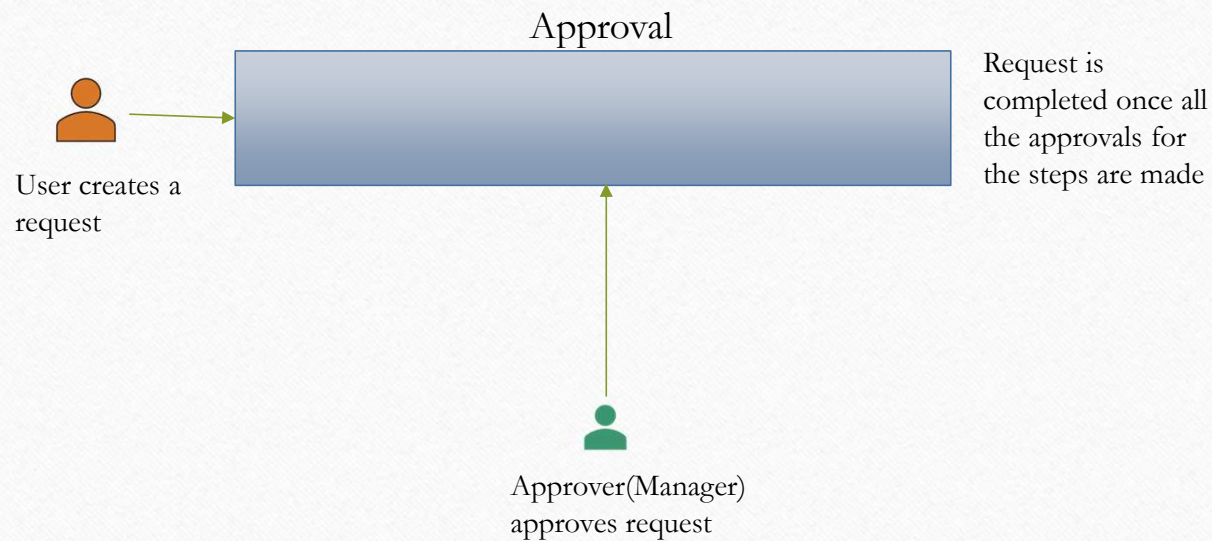 Approval
Request is
completed once all
the approvals for
the steps are made
User creates a
request
Approver(Manager)
approves request